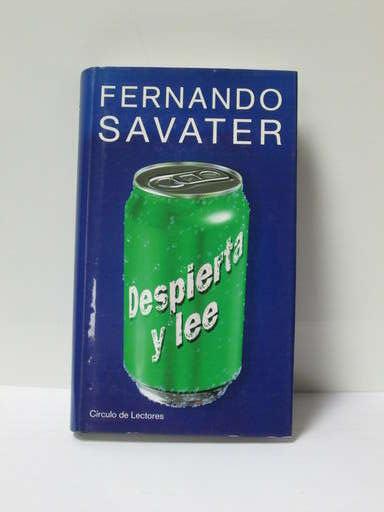 FERNANDO
SAVATER
Despierta
y lee
Círculo de Lectores